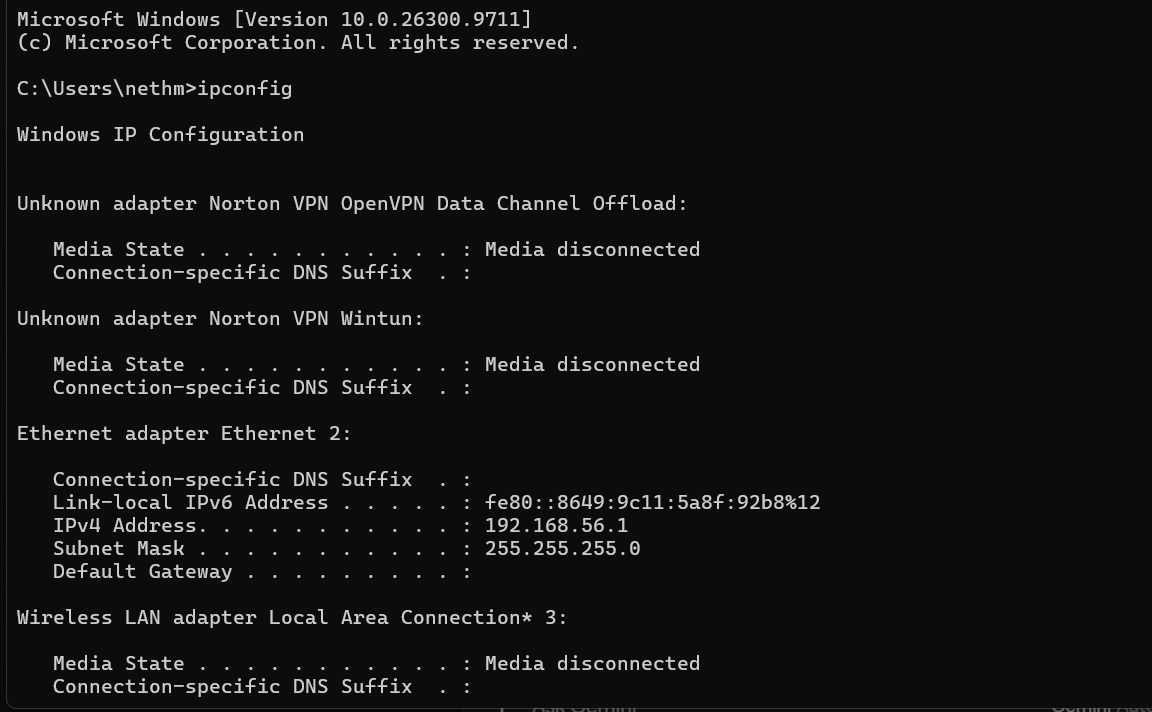 Microsoft Windows [Version 10.0.26300.9711]
(c) Microsoft Corporation. All rights reserved.
C:\Users\nethm>ipconfig
Windows IP Configuration
Unknown adapter Norton VPN OpenVPN Data Channel Offload:
Media State . . . . . . . . . . . : Media disconnected
Connection-specific DNS Suffix  . :
Unknown adapter Norton VPN Wintun:
Media State . . . . . . . . . . . : Media disconnected
Connection-specific DNS Suffix  . :
Ethernet adapter Ethernet 2:
Connection-specific DNS Suffix  . :
Link-local IPv6 Address . . . . . : fe80::8649:9c11:5a8f:92b8%12
IPv4 Address. . . . . . . . . . . : 192.168.56.1
Subnet Mask . . . . . . . . . . . : 255.255.255.0
Default Gateway . . . . . . . . . :
Wireless LAN adapter Local Area Connection* 3:
Media State . . . . . . . . . . . : Media disconnected
Connection-specific DNS Suffix  . :